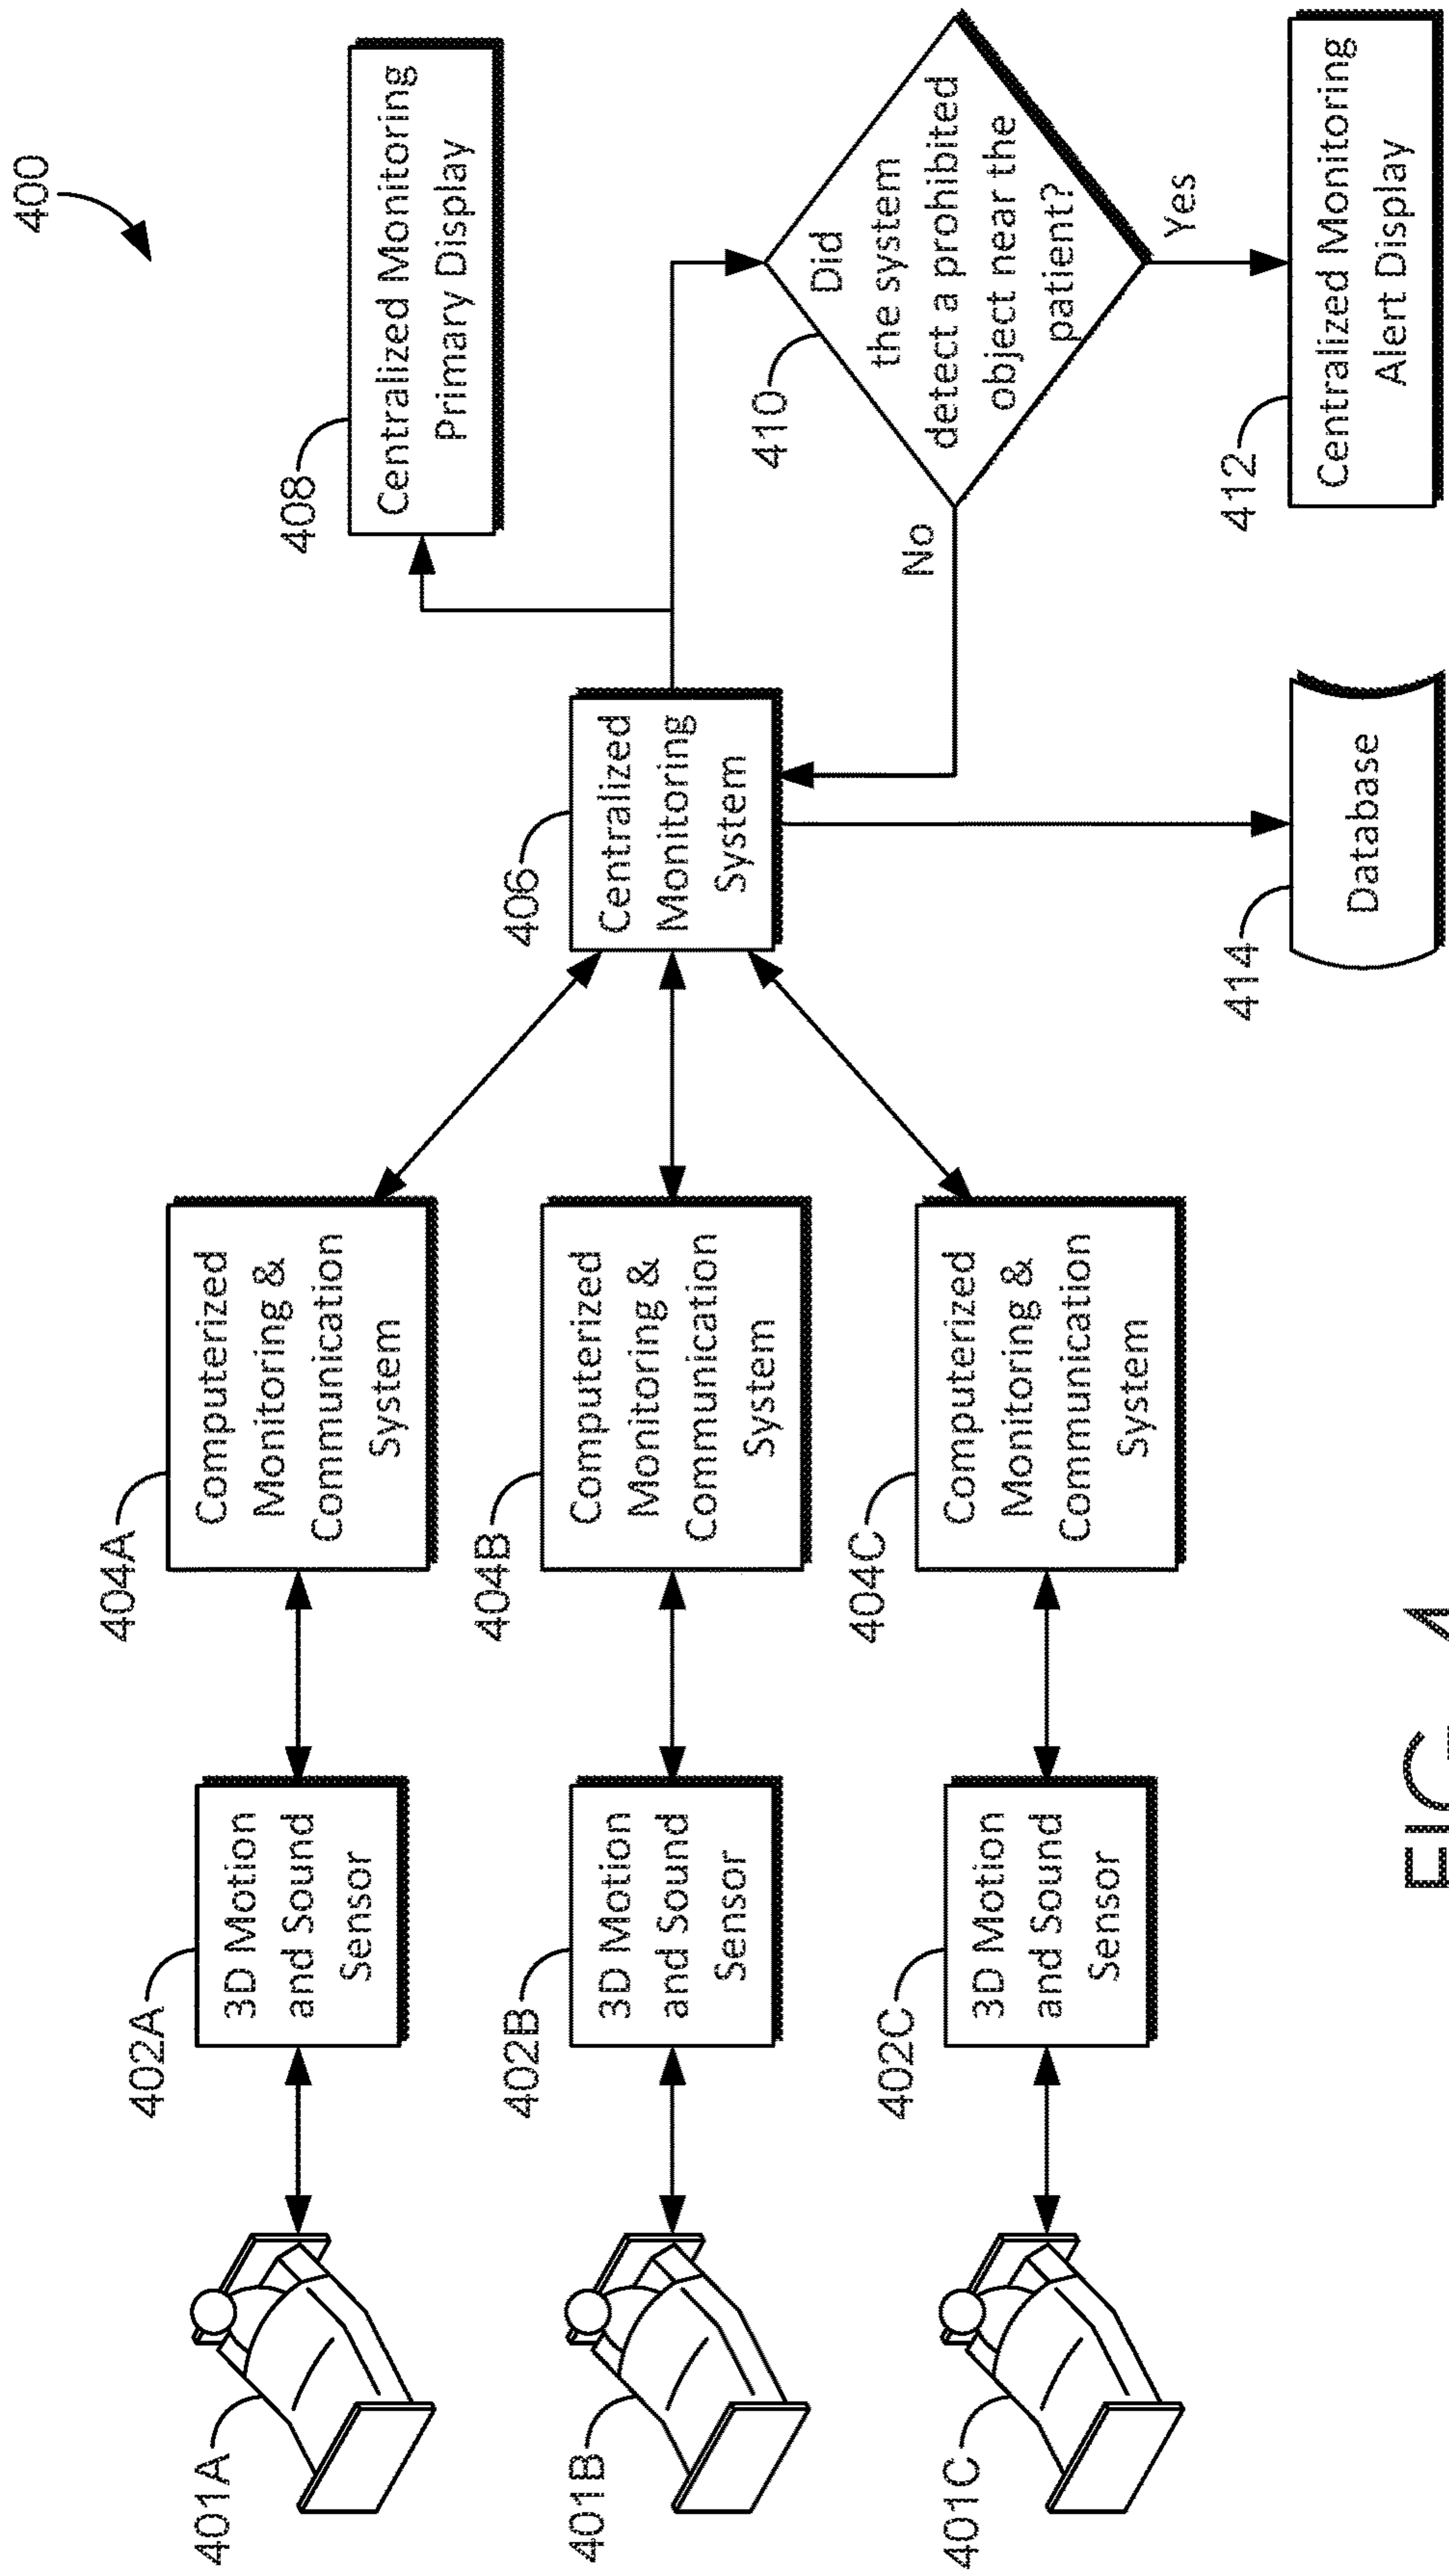 400
408
Centralized Monitoring
Primary Display
410
Did
the system
detect a prohibited
object near the
patient?
No
Yes
412
Centralized Monitoring
Alert Display
406
Centralized
Monitoring
System
414
Database
404A
Computerized
Monitoring &
Communication
System
404B
Computerized
Monitoring &
Communication
System
404C
Computerized
Monitoring &
Communication
System
402A
3D Motion
and Sound
Sensor
402B
3D Motion
and Sound
Sensor
402C
3D Motion
and Sound
Sensor
401A
401B
401C
FIG. 4